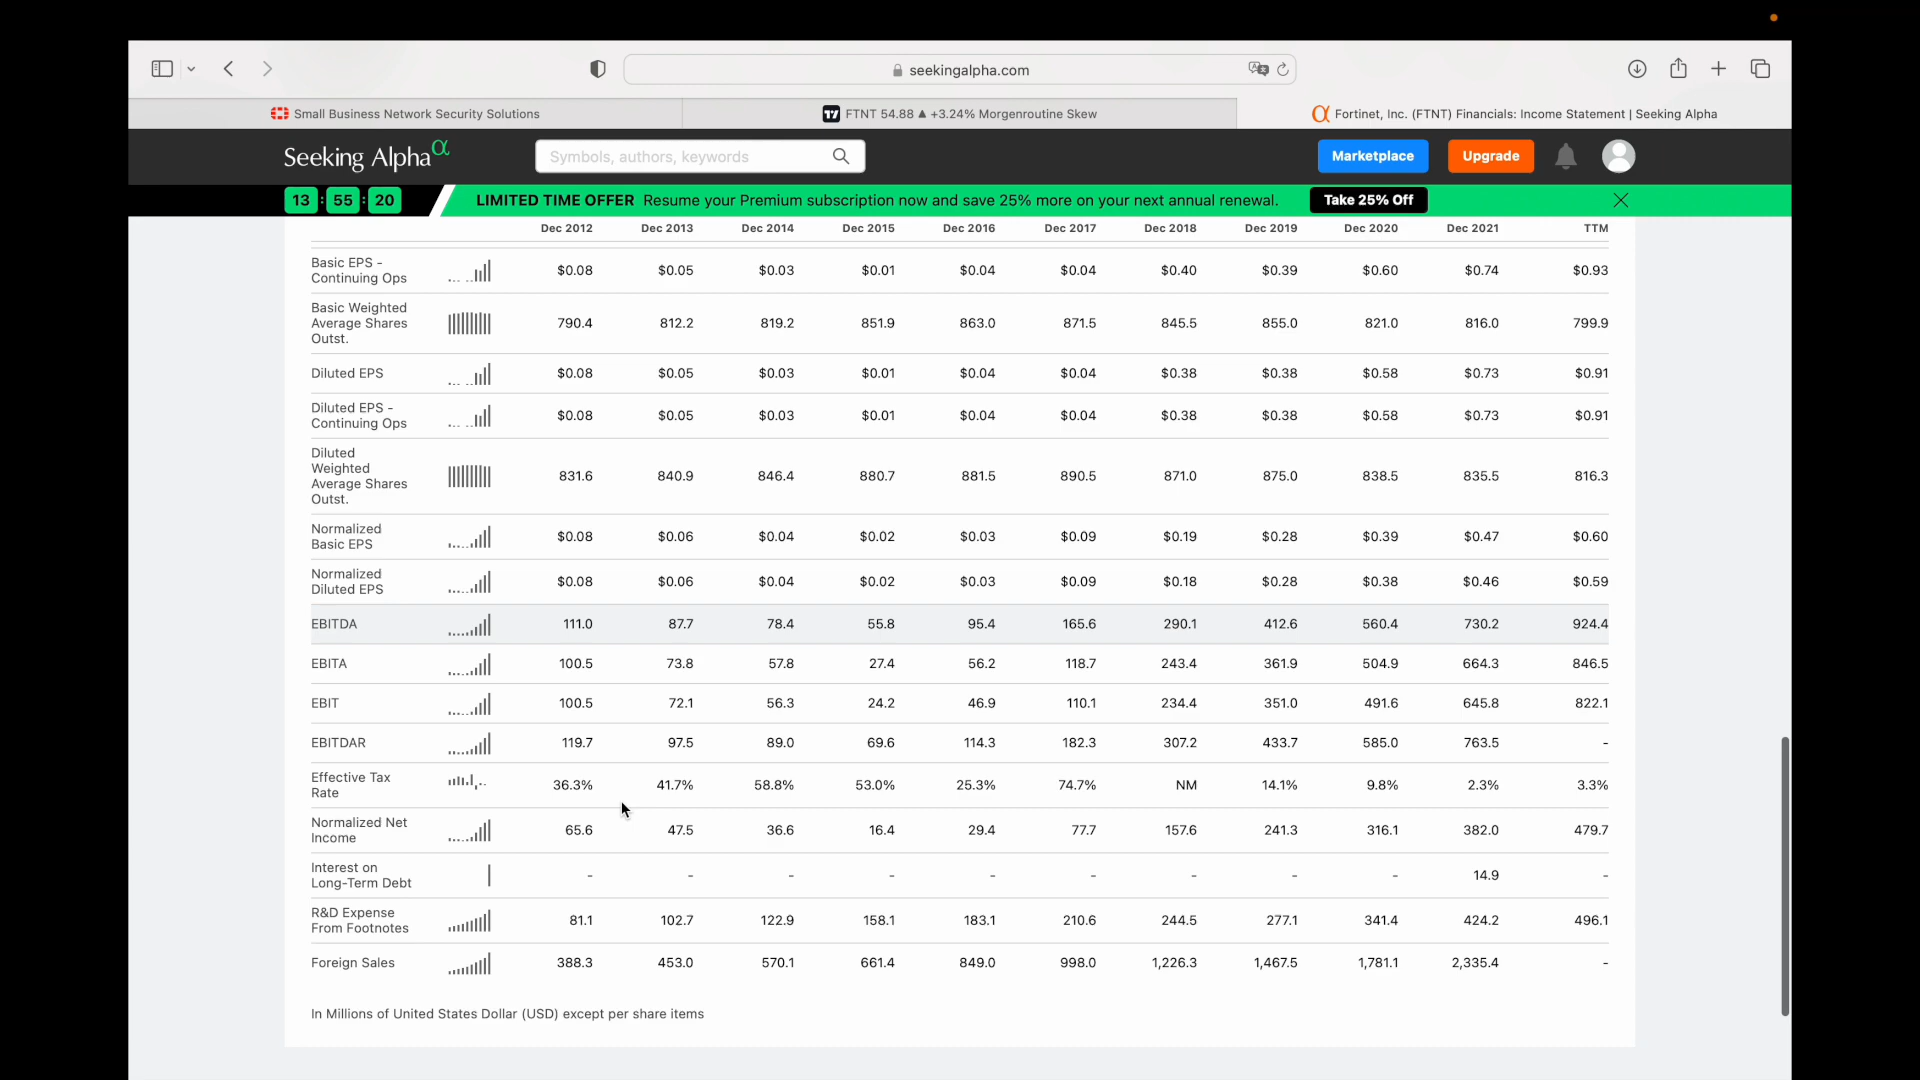 seekingalpha.com
Small Business Network Security Solutions
FTNT 54.88 ▲ +3.24% Morgenroutine Skew
Fortinet, Inc. (FTNT) Financials: Income Statement | Seeking Alpha
Seeking Alpha α
Symbols, authors, keywords
Marketplace
Upgrade
13 : 55 : 20
LIMITED TIME OFFER Resume your Premium subscription now and save 25% more on your next annual renewal.
Take 25% Off
Dec 2012 Dec 2013 Dec 2014 Dec 2015 Dec 2016 Dec 2017 Dec 2018 Dec 2019 Dec 2020 Dec 2021 TTM
Basic EPS -
Continuing Ops
$0.08 $0.05 $0.03 $0.01 $0.04 $0.04 $0.40 $0.39 $0.60 $0.74 $0.93
Basic Weighted
Average Shares
Outst.
790.4 812.2 819.2 851.9 863.0 871.5 845.5 855.0 821.0 816.0 799.9
Diluted EPS $0.08 $0.05 $0.03 $0.01 $0.04 $0.04 $0.38 $0.38 $0.58 $0.73 $0.91
Diluted EPS -
Continuing Ops
$0.08 $0.05 $0.03 $0.01 $0.04 $0.04 $0.38 $0.38 $0.58 $0.73 $0.91
Diluted
Weighted
Average Shares
Outst.
831.6 840.9 846.4 880.7 881.5 890.5 871.0 875.0 838.5 835.5 816.3
Normalized
Basic EPS
$0.08 $0.06 $0.04 $0.02 $0.03 $0.09 $0.19 $0.28 $0.39 $0.47 $0.60
Normalized
Diluted EPS
$0.08 $0.06 $0.04 $0.02 $0.03 $0.09 $0.18 $0.28 $0.38 $0.46 $0.59
EBITDA 111.0 87.7 78.4 55.8 95.4 165.6 290.1 412.6 560.4 730.2 924.4
EBITA 100.5 73.8 57.8 27.4 56.2 118.7 243.4 361.9 504.9 664.3 846.5
EBIT 100.5 72.1 56.3 24.2 46.9 110.1 234.4 351.0 491.6 645.8 822.1
EBITDAR 119.7 97.5 89.0 69.6 114.3 182.3 307.2 433.7 585.0 763.5 -
Effective Tax
Rate
36.3% 41.7% 58.8% 53.0% 25.3% 74.7% NM 14.1% 9.8% 2.3% 3.3%
Normalized Net
Income
65.6 47.5 36.6 16.4 29.4 77.7 157.6 241.3 316.1 382.0 479.7
Interest on
Long-Term Debt
- - - - - - - - - 14.9 -
R&D Expense
From Footnotes
81.1 102.7 122.9 158.1 183.1 210.6 244.5 277.1 341.4 424.2 496.1
Foreign Sales 388.3 453.0 570.1 661.4 849.0 998.0 1,226.3 1,467.5 1,781.1 2,335.4 -
In Millions of United States Dollar (USD) except per share items